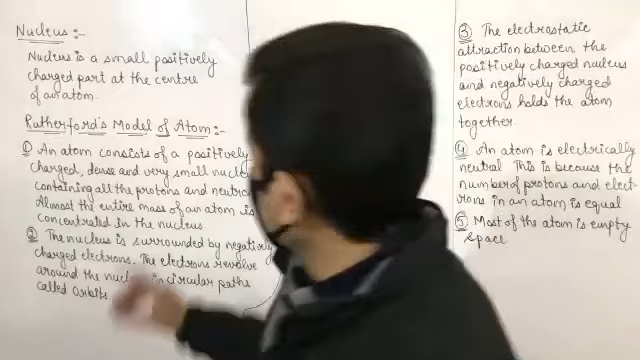 Nucleus :-
Nucleus is a small positively
charged part at the centre
of an atom.
Rutherford's Model of Atom :-
① An atom consists of a positively
charged, dense and very small
containing all the protons and
Almost the entire mass of an atom is
concentrated in the nucleus.
② The nucleus is surrounded by negatively
charged electrons. The electrons revolve
around the in circular paths
called orbits.
③ The electrostatic
attraction between the
positively charged nucleus
and negatively charged
electrons holds the atom
together.
④ An atom is electrically
neutral This is because the
number of protons and elect-
rons in an atom is equal
⑤ Most of the atom is empty
space